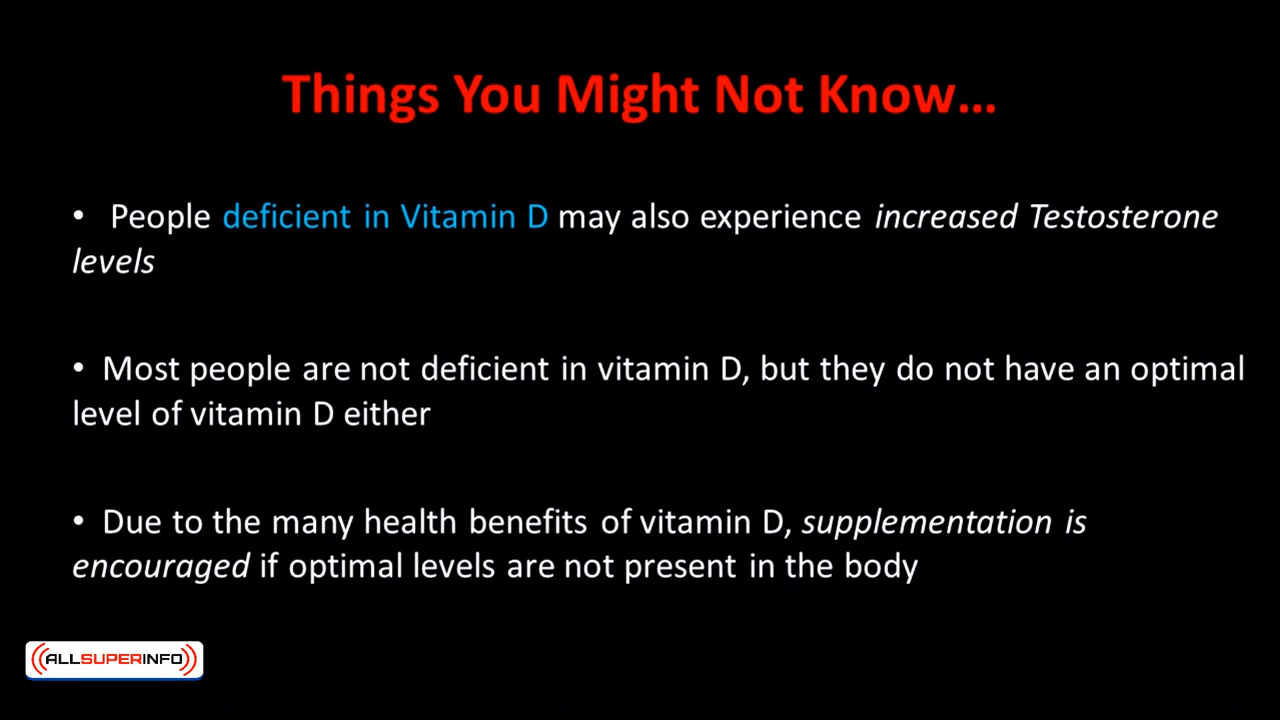 Things You Might Not Know...
• People deficient in Vitamin D may also experience increased Testosterone
levels
• Most people are not deficient in vitamin D, but they do not have an optimal
level of vitamin D either
• Due to the many health benefits of vitamin D, supplementation is
encouraged if optimal levels are not present in the body
ALLSUPERINFO